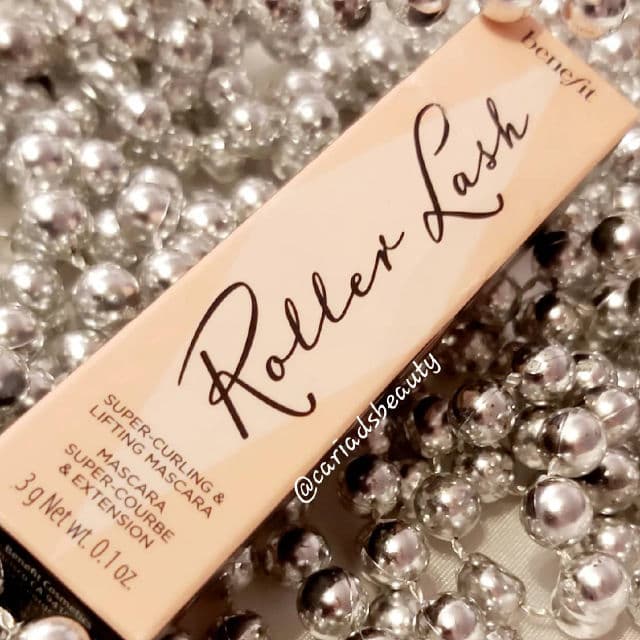 benefit
Roller Lash
SUPER-CURLING &
LIFTING MASCARA
MASCARA
SUPER-COURBE
& EXTENSION
3 g Net wt. 0.1 oz.
@cariadsbeauty